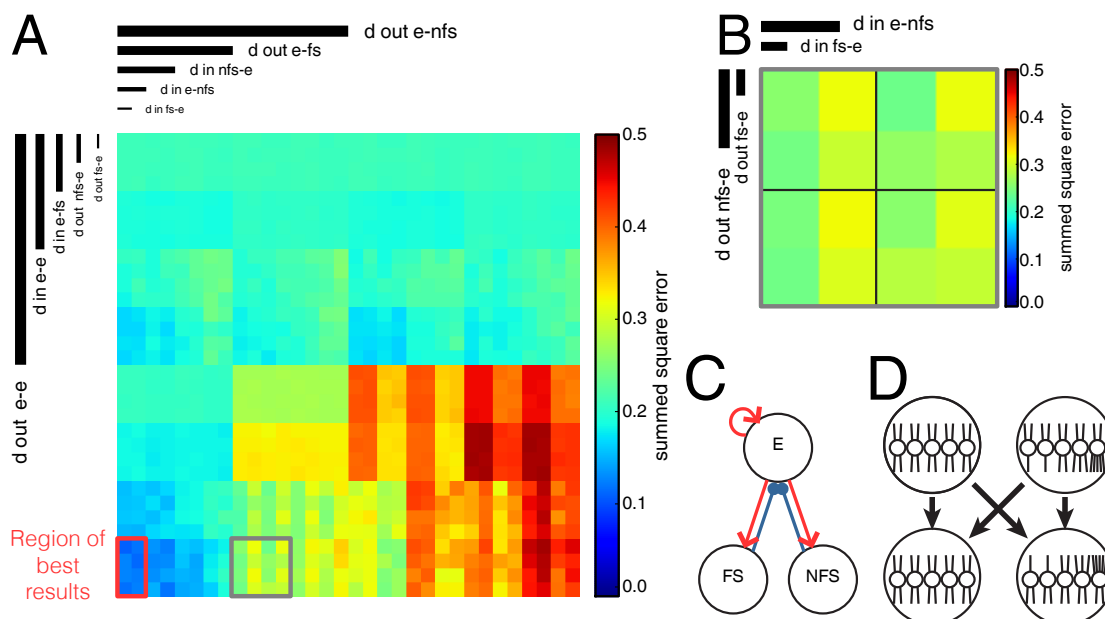 A
d out e-nfs
d out e-fs
d in nfs-e
d in e-nfs
d in fs-e
d out e-e
d in e-e
d in e-fs
d out nfs-e
d out fs-e
0.5
0.4
0.3
0.2
0.1
0.0
summed square error
Region of
best
results
B
d in e-nfs
d in fs-e
d out nfs-e
d out fs-e
0.5
0.4
0.3
0.2
0.1
0.0
summed square error
C
E
FS
NFS
D